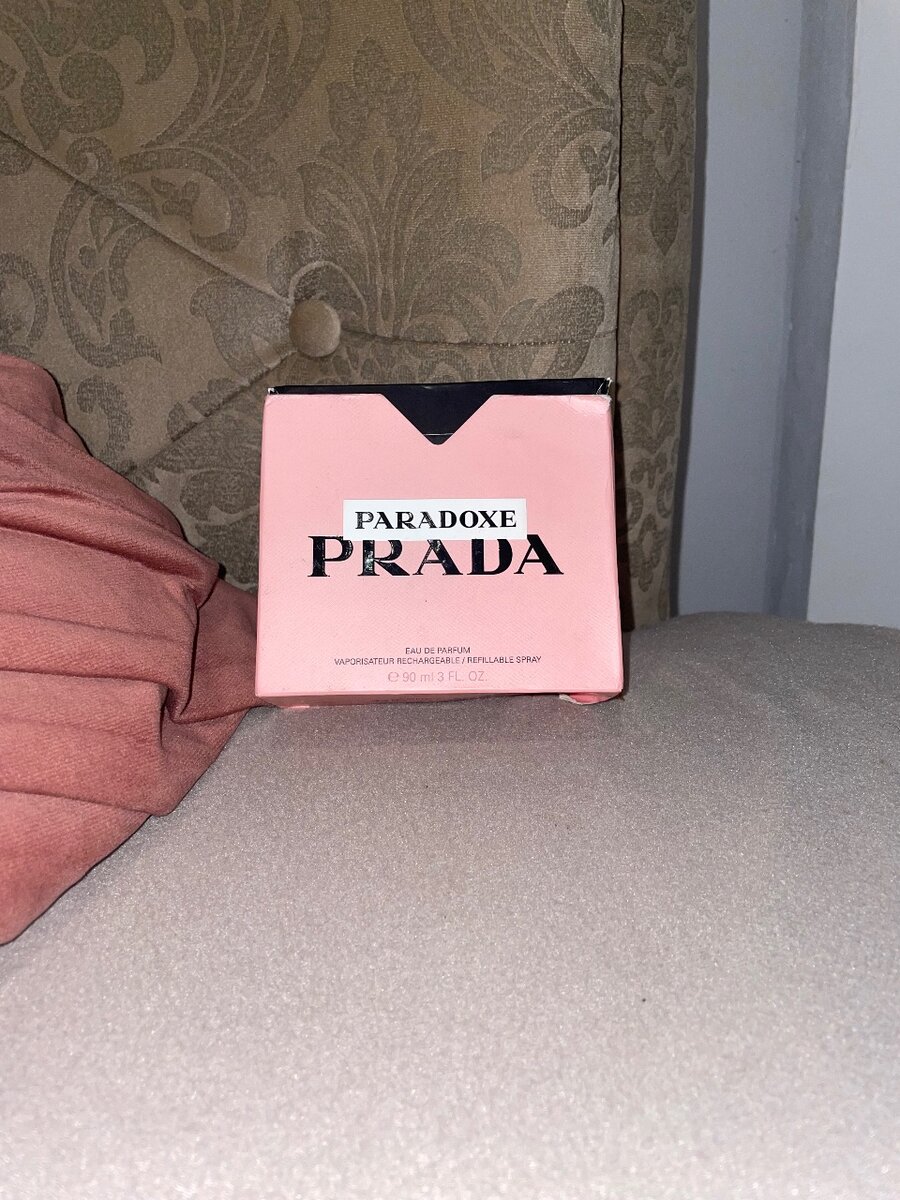 PARADOXE
PRADA
EAU DE PARFUM
VAPORISATEUR RECHARGEABLE / REFILLABLE SPRAY
℮ 90 ml 3 FL. OZ.